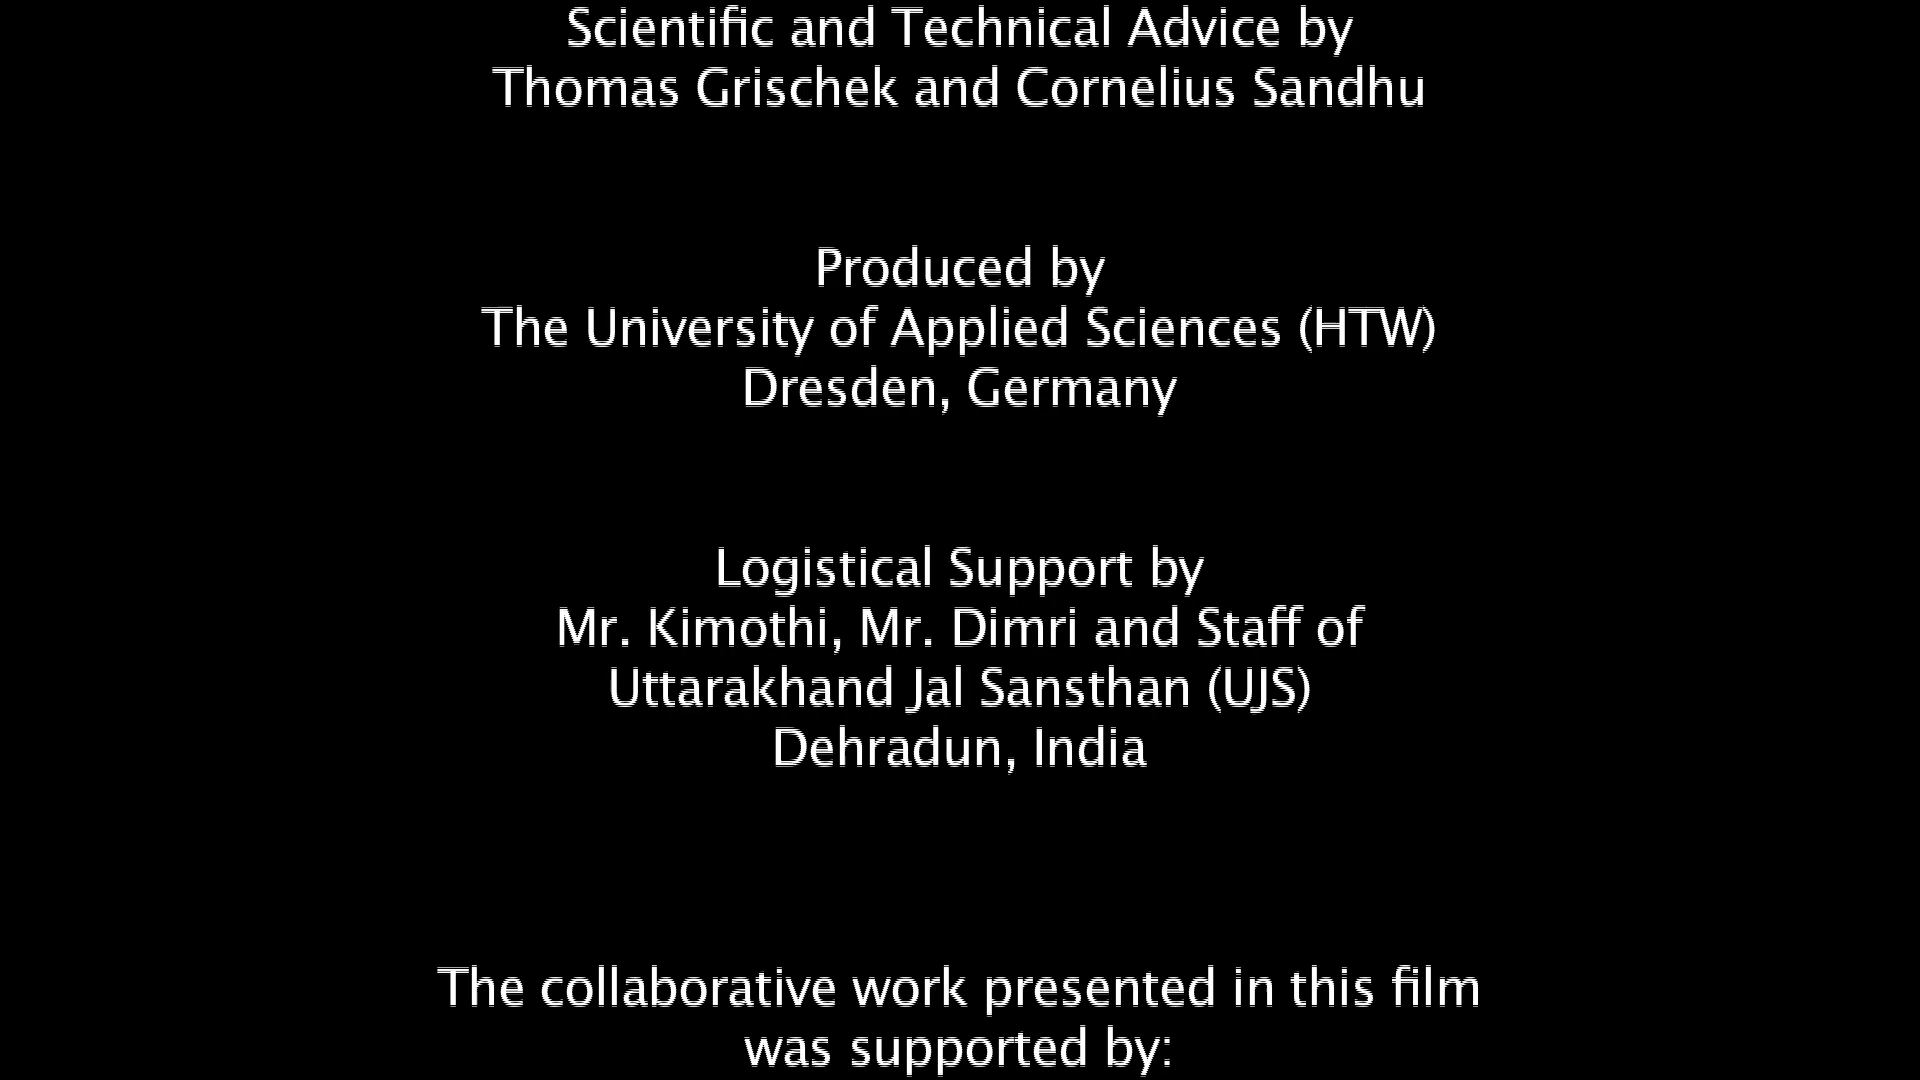 Scientific and Technical Advice by
Thomas Grischek and Cornelius Sandhu
Produced by
The University of Applied Sciences (HTW)
Dresden, Germany
Logistical Support by
Mr. Kimothi, Mr. Dimri and Staff of
Uttarakhand Jal Sansthan (UJS)
Dehradun, India
The collaborative work presented in this film
was supported by: